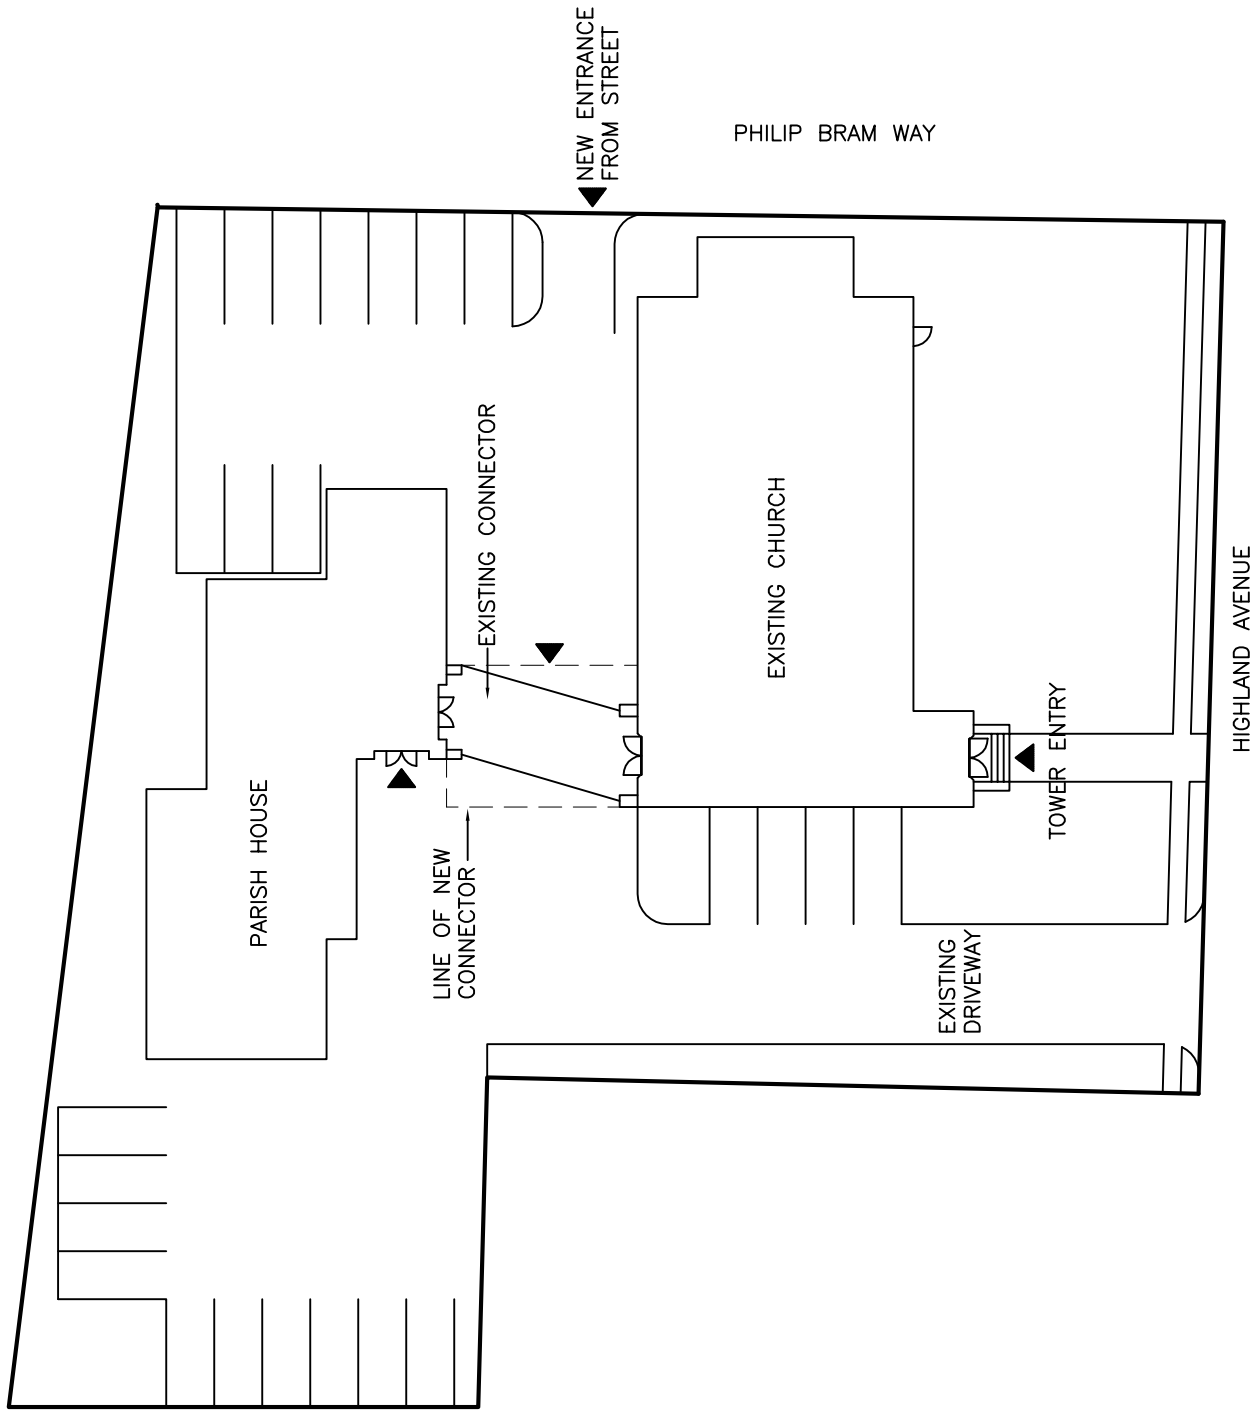 NEW ENTRANCE
FROM STREET
PHILIP BRAM WAY
EXISTING CONNECTOR
EXISTING CHURCH
HIGHLAND AVENUE
TOWER ENTRY
PARISH HOUSE
LINE OF NEW
CONNECTOR
EXISTING
DRIVEWAY